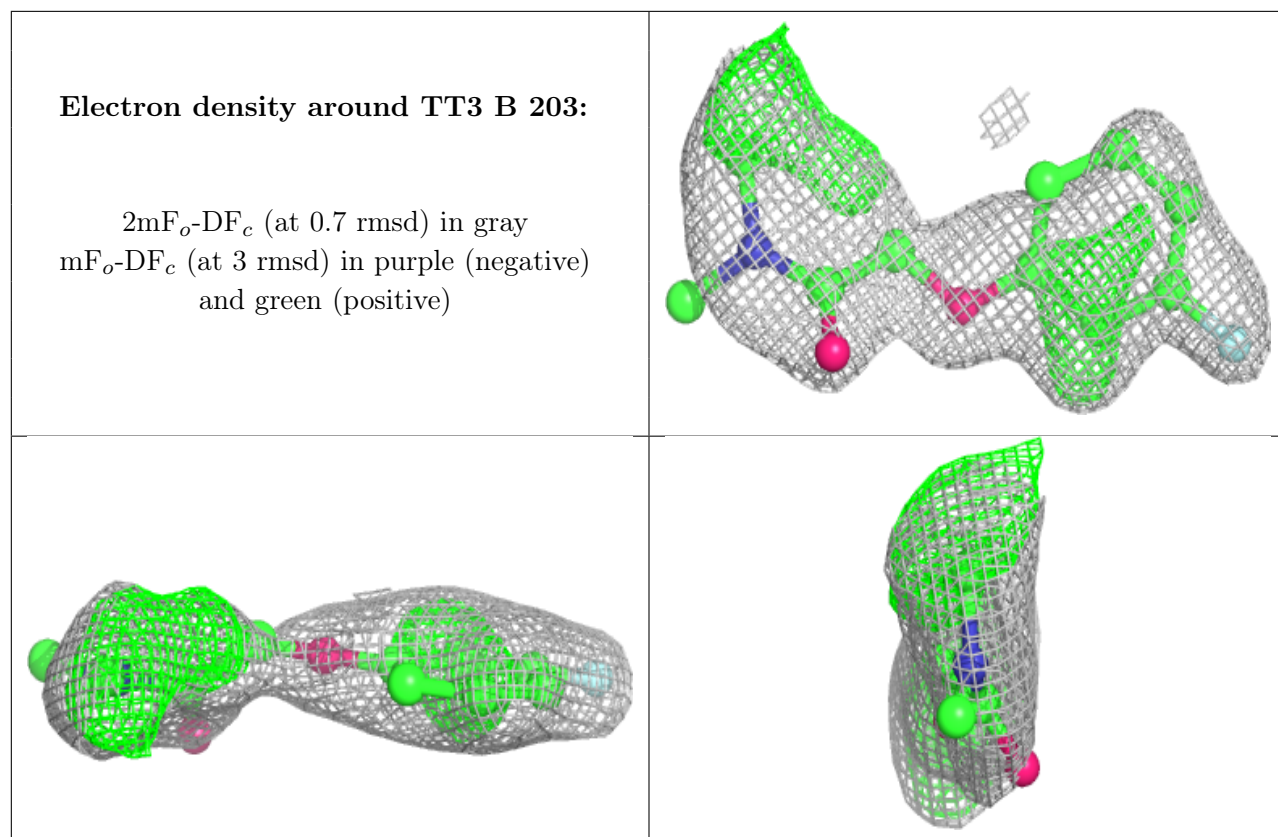 Electron density around TT3 B 203:
2mFo-DFc (at 0.7 rmsd) in gray
mFo-DFc (at 3 rmsd) in purple (negative)
and green (positive)